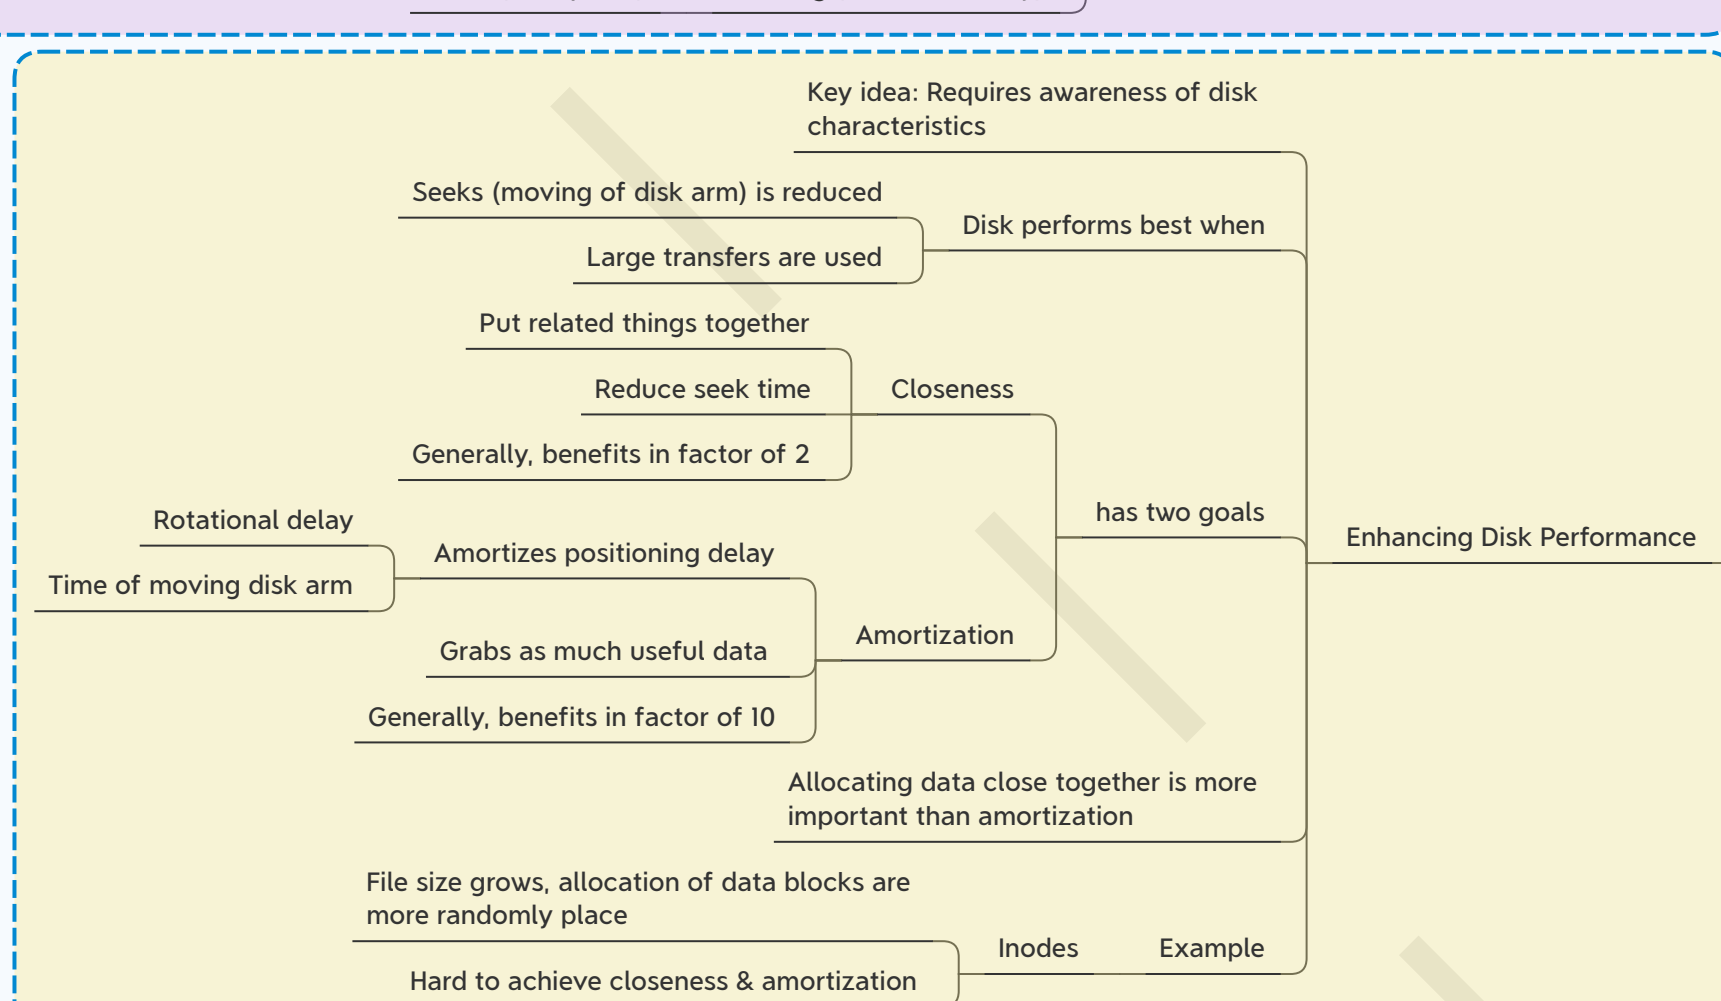 Key idea: Requires awareness of disk
characteristics
Seeks (moving of disk arm) is reduced
Disk performs best when
Large transfers are used
Put related things together
Reduce seek time
Closeness
Generally, benefits in factor of 2
has two goals
Rotational delay
Enhancing Disk Performance
Amortizes positioning delay
Time of moving disk arm
Amortization
Grabs as much useful data
Generally, benefits in factor of 10
Allocating data close together is more
important than amortization
File size grows, allocation of data blocks are
more randomly place
Inodes
Example
Hard to achieve closeness & amortization